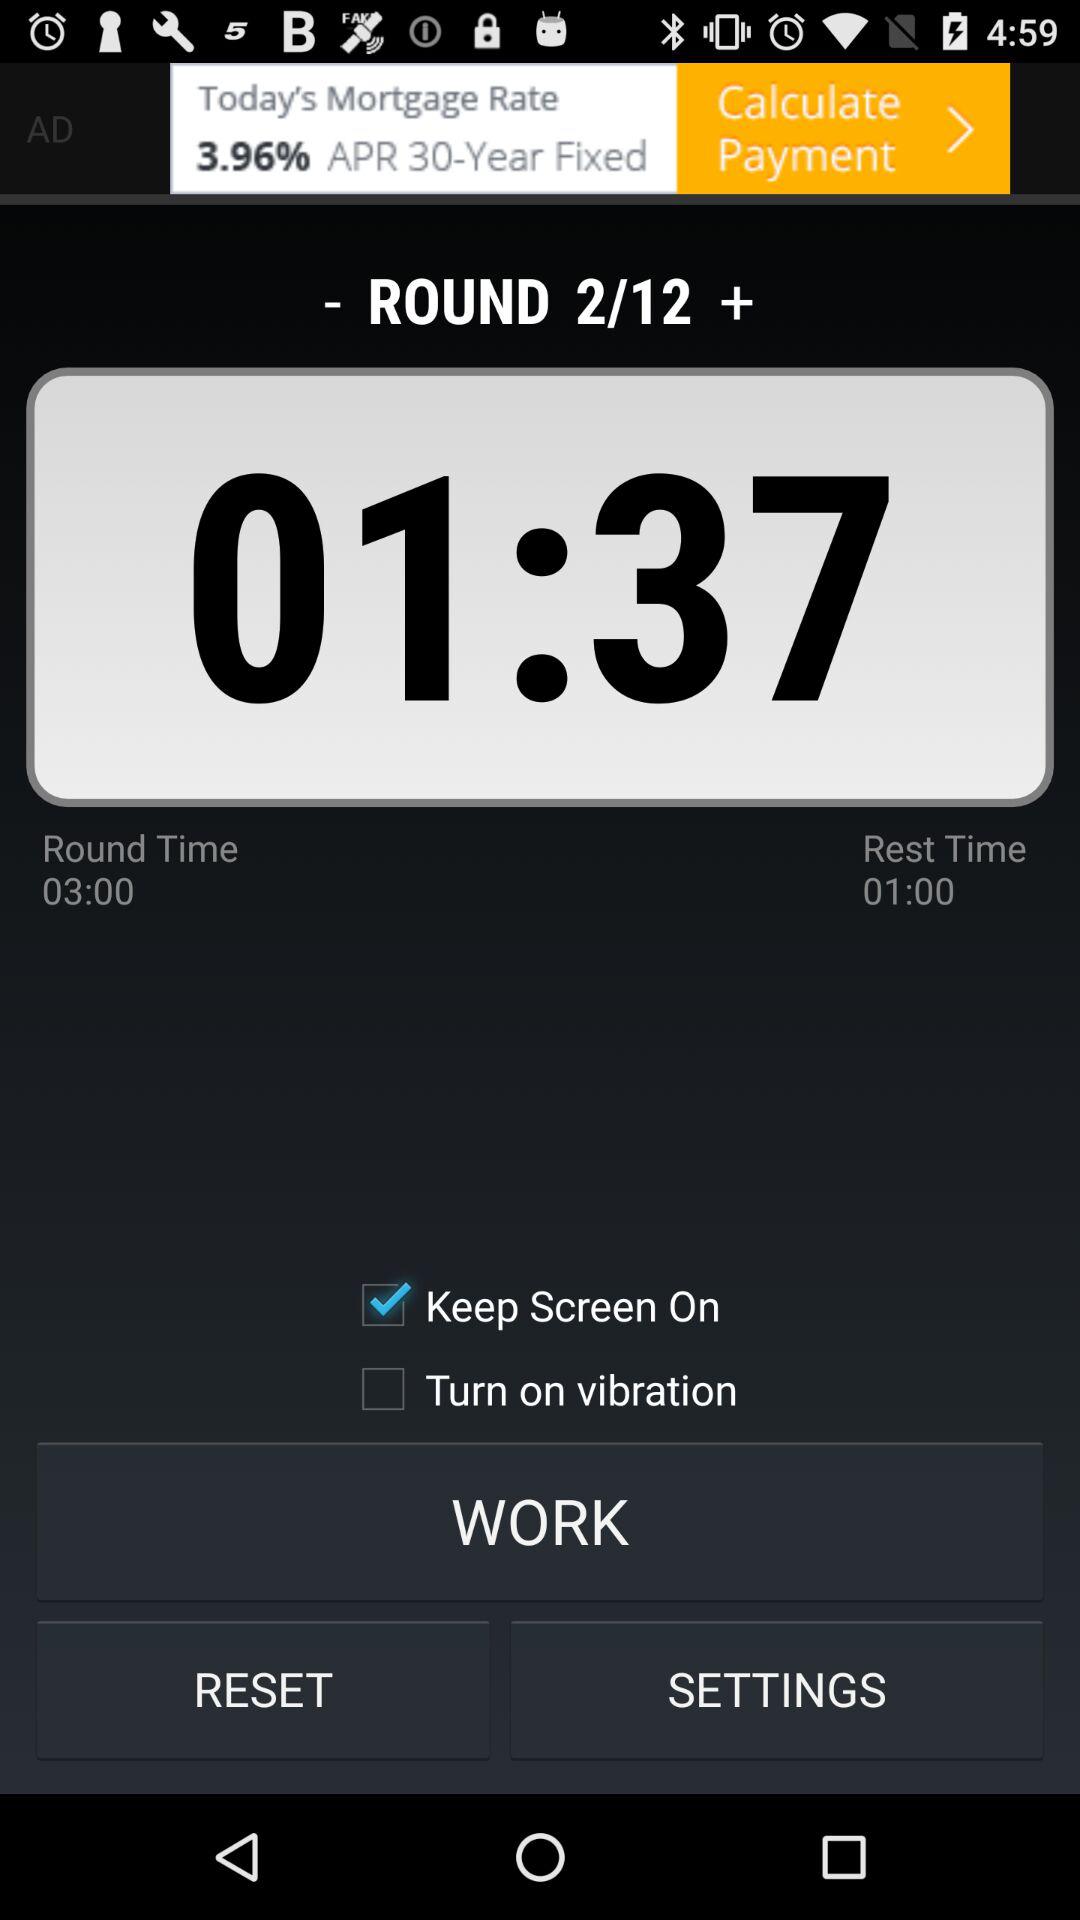 4:59
AD
Today's Mortgage Rate
3.96% APR 30-Year Fixed
Calculate
Payment
- ROUND 2/12 +
01:37
Round Time
03:00
Rest Time
01:00
Keep Screen On
Turn on vibration
WORK
RESET
SETTINGS